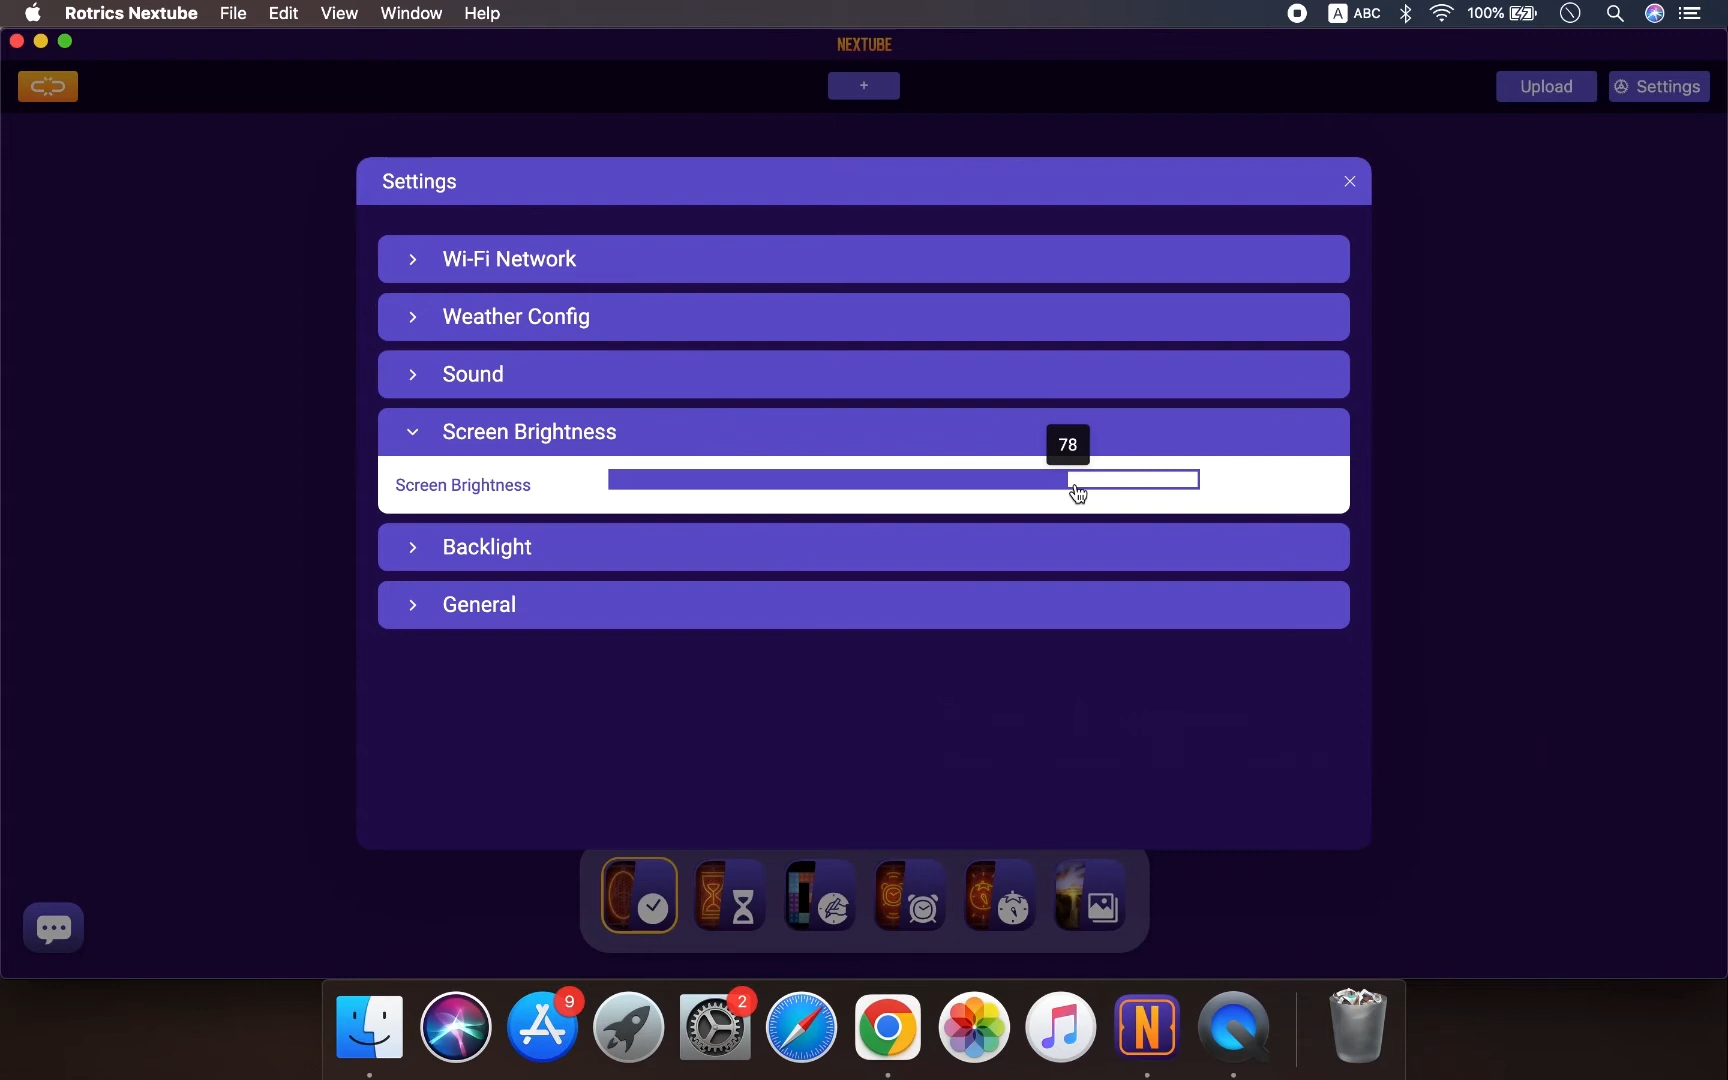 Rotrics Nextube File Edit View Window Help A ABC 100%
NEXTUBE
+ Upload Settings
Settings
Wi-Fi Network
Weather Config
Sound
Screen Brightness
78
Screen Brightness
Backlight
General
9 2 N